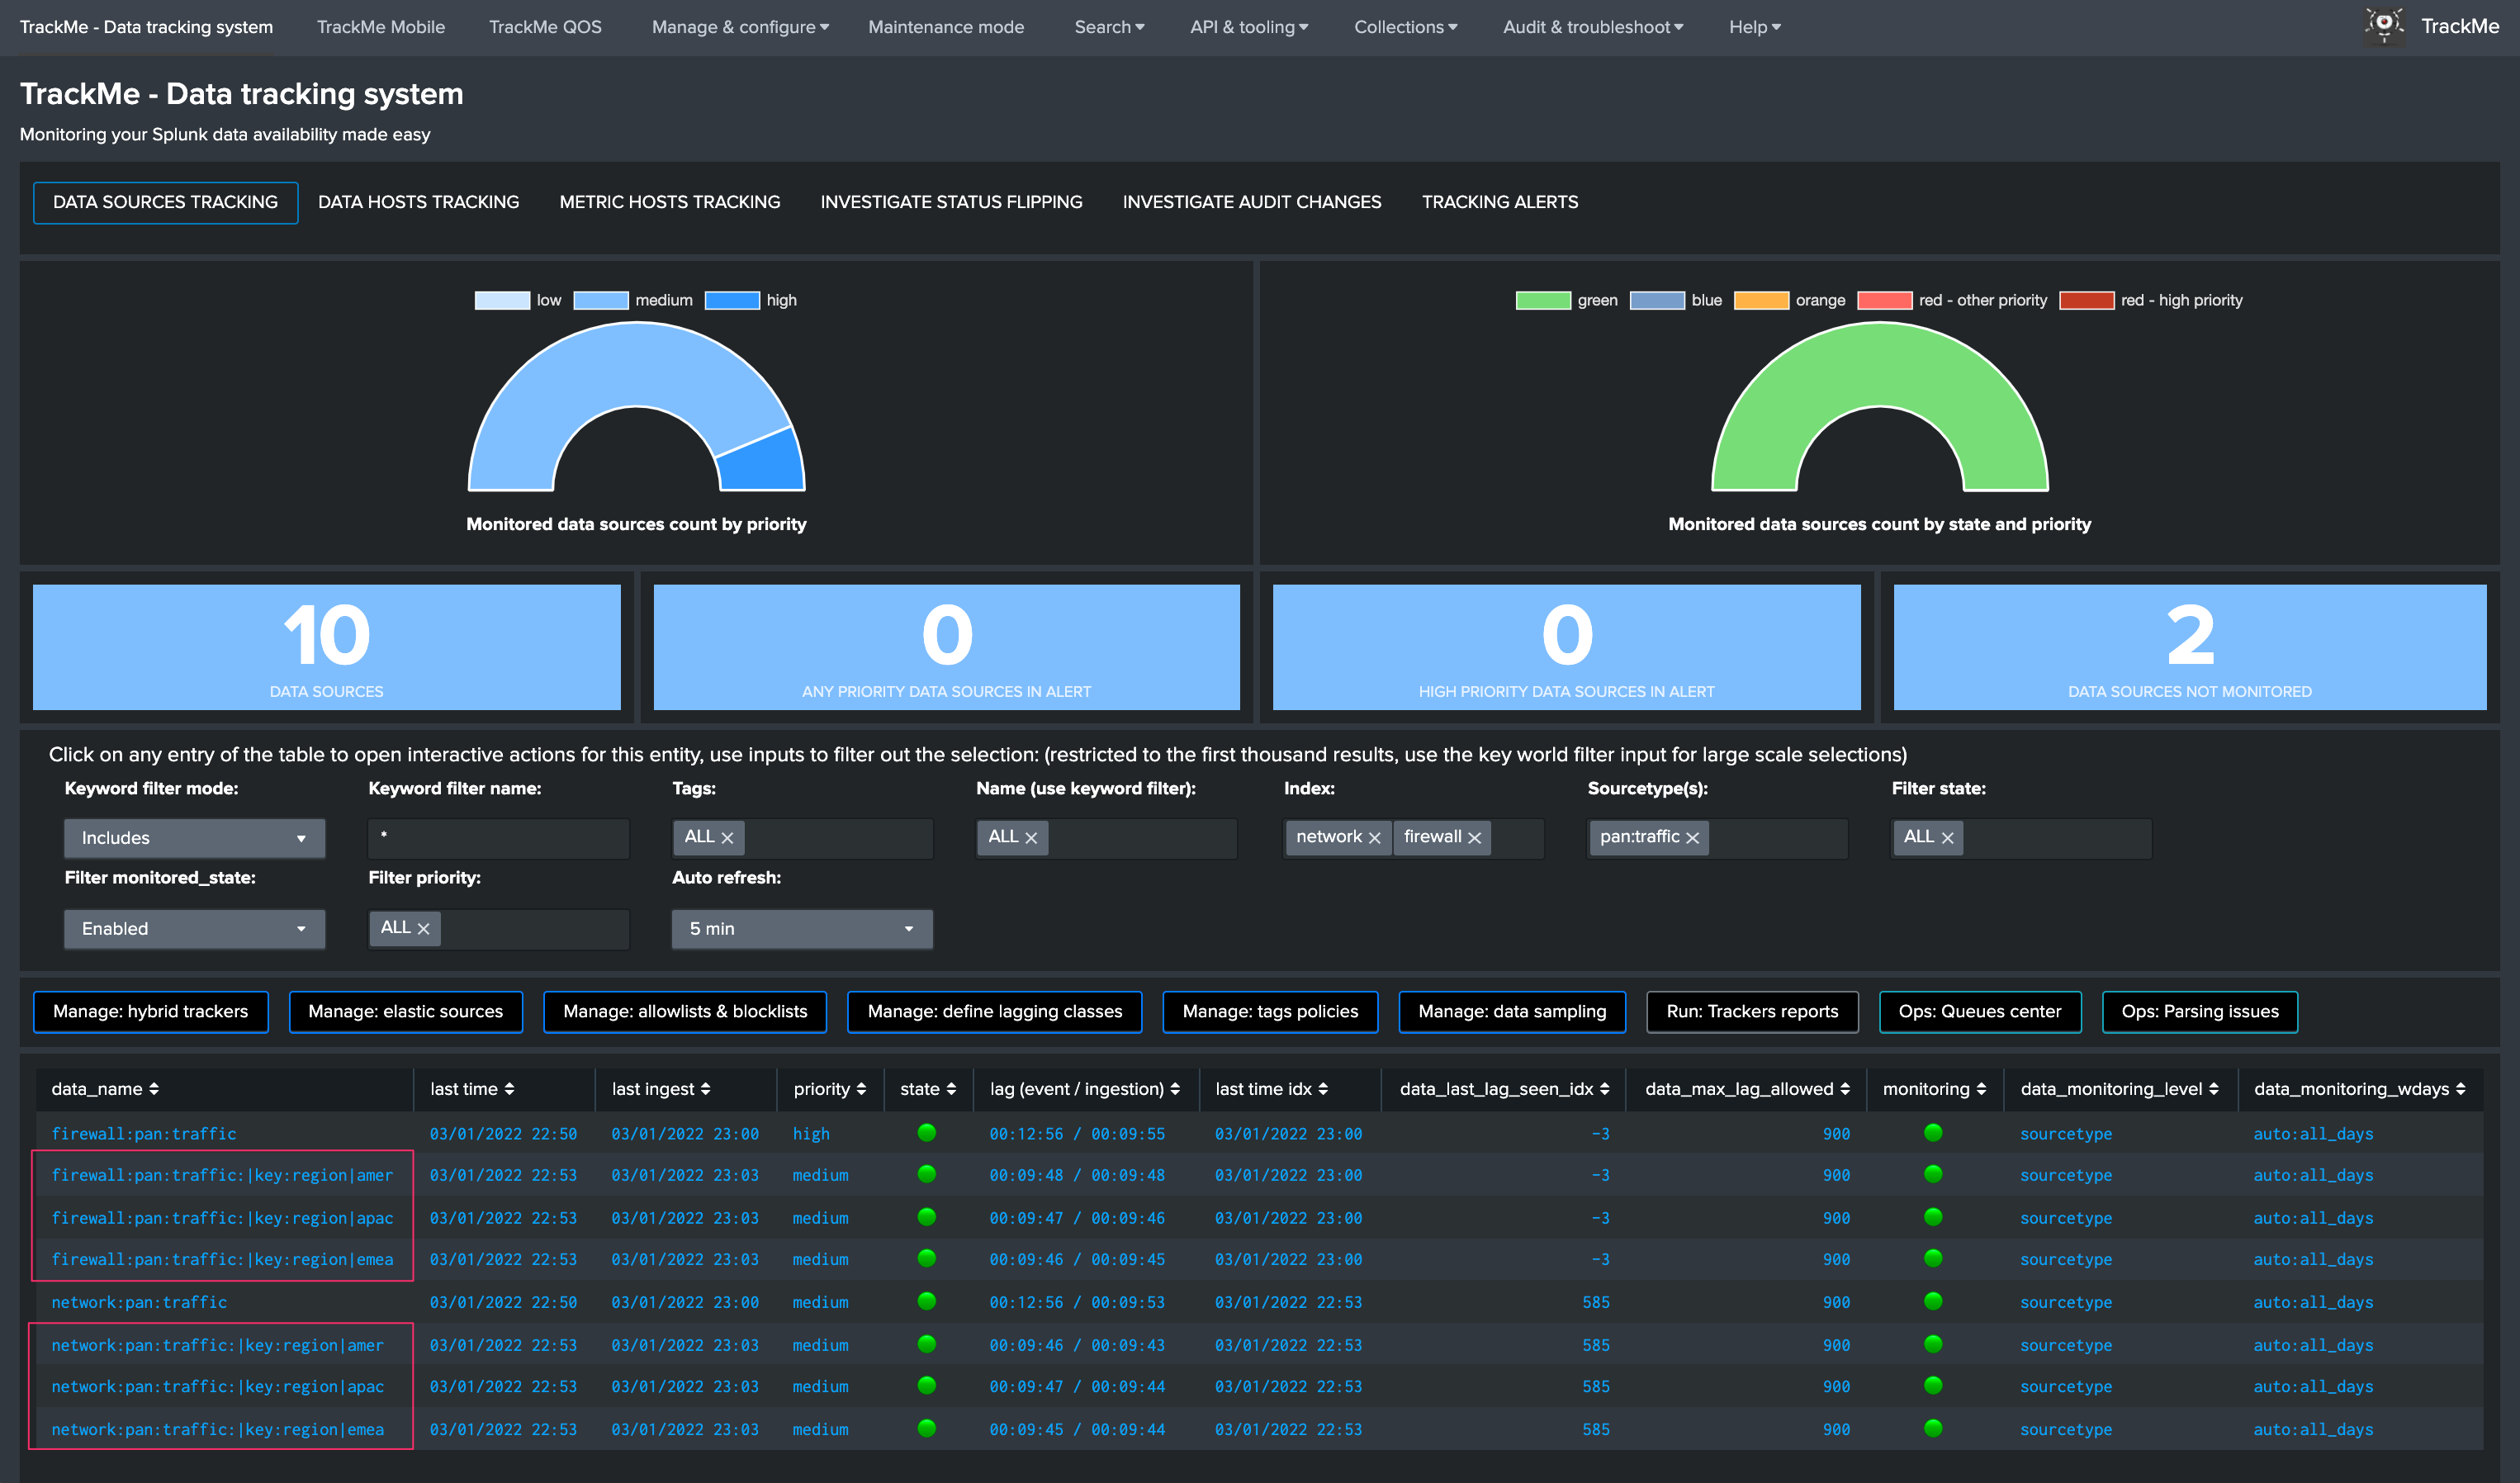 TrackMe - Data tracking system TrackMe Mobile TrackMe QOS Manage & configure Maintenance mode Search API & tooling Collections Audit & troubleshoot Help TrackMe
TrackMe - Data tracking system
Monitoring your Splunk data availability made easy
DATA SOURCES TRACKING DATA HOSTS TRACKING METRIC HOSTS TRACKING INVESTIGATE STATUS FLIPPING INVESTIGATE AUDIT CHANGES TRACKING ALERTS
low medium high
Monitored data sources count by priority
green blue orange red - other priority red - high priority
Monitored data sources count by state and priority
10
DATA SOURCES
0
ANY PRIORITY DATA SOURCES IN ALERT
0
HIGH PRIORITY DATA SOURCES IN ALERT
2
DATA SOURCES NOT MONITORED
Click on any entry of the table to open interactive actions for this entity, use inputs to filter out the selection: (restricted to the first thousand results, use the key world filter input for large scale selections)
Keyword filter mode: Keyword filter name: Tags: Name (use keyword filter): Index: Sourcetype(s): Filter state:
Includes * ALL ALL network firewall pan:traffic ALL
Filter monitored_state: Filter priority: Auto refresh:
Enabled ALL 5 min
Manage: hybrid trackers Manage: elastic sources Manage: allowlists & blocklists Manage: define lagging classes Manage: tags policies Manage: data sampling Run: Trackers reports Ops: Queues center Ops: Parsing issues
data_name last time last ingest priority state lag (event / ingestion) last time idx data_last_lag_seen_idx data_max_lag_allowed monitoring data_monitoring_level data_monitoring_wdays
firewall:pan:traffic 03/01/2022 22:50 03/01/2022 23:00 high 00:12:56 / 00:09:55 03/01/2022 23:00 -3 900 sourcetype auto:all_days
firewall:pan:traffic:|key:region|amer 03/01/2022 22:53 03/01/2022 23:00 medium 00:09:48 / 00:09:48 03/01/2022 23:00 -3 900 sourcetype auto:all_days
firewall:pan:traffic:|key:region|apac 03/01/2022 22:53 03/01/2022 23:03 medium 00:09:47 / 00:09:46 03/01/2022 23:00 -3 900 sourcetype auto:all_days
firewall:pan:traffic:|key:region|emea 03/01/2022 22:53 03/01/2022 23:03 medium 00:09:46 / 00:09:45 03/01/2022 23:00 -3 900 sourcetype auto:all_days
network:pan:traffic 03/01/2022 22:50 03/01/2022 23:00 medium 00:12:56 / 00:09:53 03/01/2022 22:53 585 900 sourcetype auto:all_days
network:pan:traffic:|key:region|amer 03/01/2022 22:53 03/01/2022 23:03 medium 00:09:46 / 00:09:43 03/01/2022 22:53 585 900 sourcetype auto:all_days
network:pan:traffic:|key:region|apac 03/01/2022 22:53 03/01/2022 23:03 medium 00:09:47 / 00:09:44 03/01/2022 22:53 585 900 sourcetype auto:all_days
network:pan:traffic:|key:region|emea 03/01/2022 22:53 03/01/2022 23:03 medium 00:09:45 / 00:09:44 03/01/2022 22:53 585 900 sourcetype auto:all_days